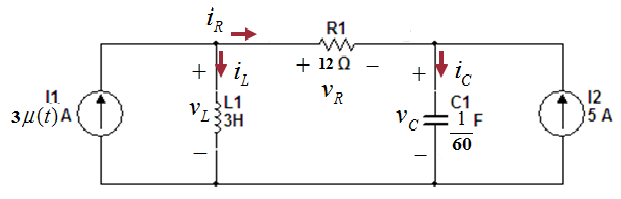 i_R
R1
+ 12 Ω −
v_R
+ i_L
+ i_C
I1
3μ(t)A
v_L L1
3H
v_C C1
1/60 F
I2
5 A
−
−